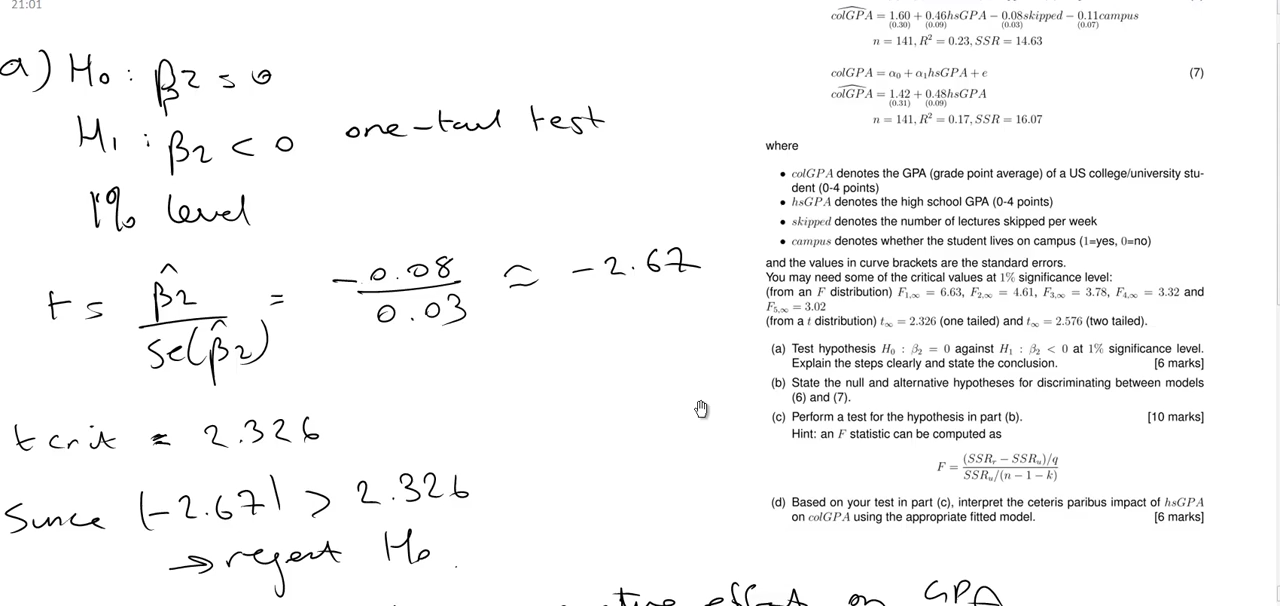 21:01
a) H₀ : β2 = 0
H₁ : β2 < 0 one-tail test
1% level
t = β̂2 / se(β̂2) = -0.08 / 0.03 ≈ -2.67
t crit = 2.326
Since |-2.67| > 2.326
→ reject H₀.
effect on GPA
colGPA = 1.60 + 0.46hsGPA − 0.08skipped − 0.11campus
(0.30) (0.09) (0.03) (0.07)
n = 141, R² = 0.23, SSR = 14.63
colGPA = α₀ + α₁hsGPA + e (7)
colGPA = 1.42 + 0.48hsGPA
(0.31) (0.09)
n = 141, R² = 0.17, SSR = 16.07
where
• colGPA denotes the GPA (grade point average) of a US college/university stu-
dent (0-4 points)
• hsGPA denotes the high school GPA (0-4 points)
• skipped denotes the number of lectures skipped per week
• campus denotes whether the student lives on campus (1=yes, 0=no)
and the values in curve brackets are the standard errors.
You may need some of the critical values at 1% significance level:
(from an F distribution) F₁,∞ = 6.63, F₂,∞ = 4.61, F₃,∞ = 3.78, F₄,∞ = 3.32 and
F₅,∞ = 3.02
(from a t distribution) t∞ = 2.326 (one tailed) and t∞ = 2.576 (two tailed).
(a) Test hypothesis H₀ : β₂ = 0 against H₁ : β₂ < 0 at 1% significance level.
Explain the steps clearly and state the conclusion. [6 marks]
(b) State the null and alternative hypotheses for discriminating between models
(6) and (7).
(c) Perform a test for the hypothesis in part (b). [10 marks]
Hint: an F statistic can be computed as
F = (SSRᵣ − SSRᵤ)/q / SSRᵤ/(n − 1 − k)
(d) Based on your test in part (c), interpret the ceteris paribus impact of hsGPA
on colGPA using the appropriate fitted model. [6 marks]